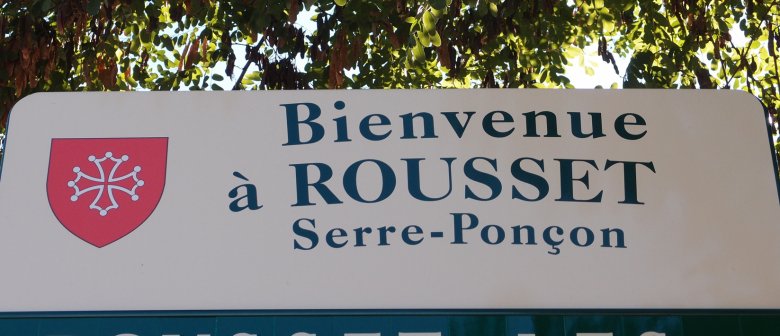 Bienvenue
à ROUSSET
Serre-Ponçon